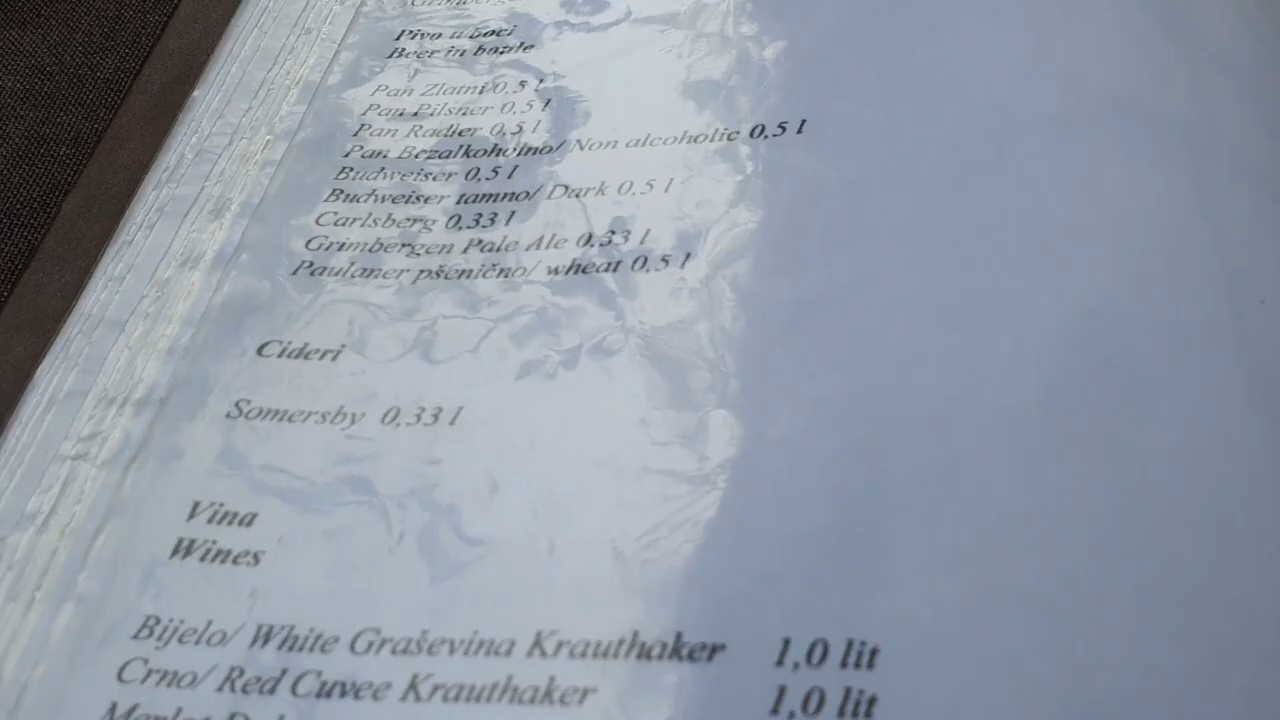 Grimbergen
Pivo u boci
Beer in bottle
Pan Zlatni 0,5 l
Pan Pilsner 0,5 l
Pan Radler 0,5 l
Pan Bezalkoholno/ Non alcoholic 0,5 l
Budweiser 0,5 l
Budweiser tamno/ Dark 0,5 l
Carlsberg 0,33 l
Grimbergen Pale Ale 0,33 l
Paulaner pšenično/ wheat 0,5 l
Cideri
Somersby 0,33 l
Vina
Wines
Bijelo/ White Graševina Krauthaker 1,0 lit
Crno/ Red Cuvee Krauthaker 1,0 lit
Merlot